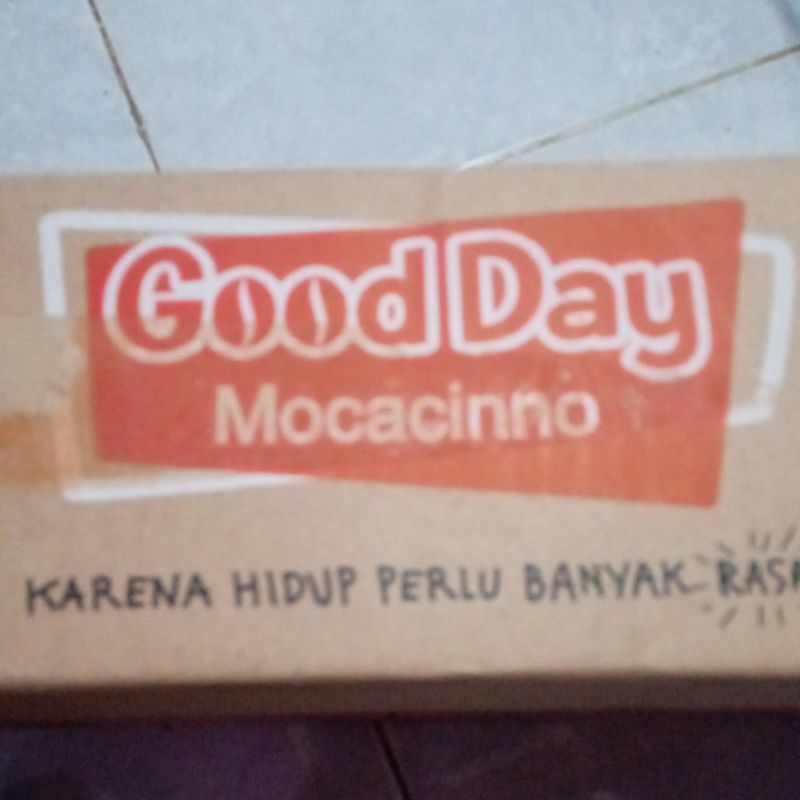 Good Day
Mocacinno
KARENA HIDUP PERLU BANYAK RASA